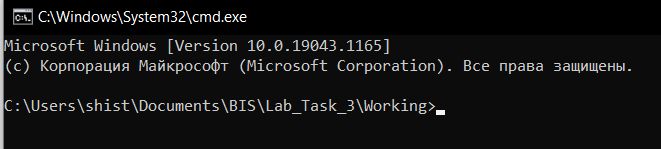 C:\Windows\System32\cmd.exe
Microsoft Windows [Version 10.0.19043.1165]
(c) Корпорация Майкрософт (Microsoft Corporation). Все права защищены.
C:\Users\shist\Documents\BIS\Lab_Task_3\Working>